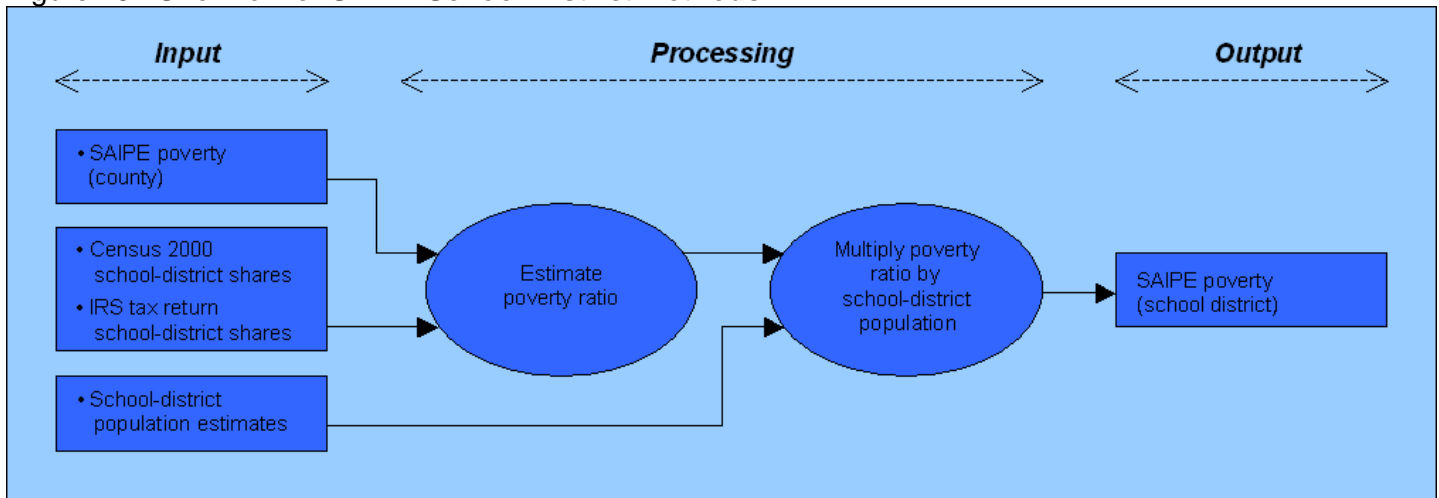 Input
Processing
Output
• SAIPE poverty
(county)
• Census 2000
school-district shares
• IRS tax return
school-district shares
• School-district
population estimates
Estimate
poverty ratio
Multiply poverty
ratio by
school-district
population
SAIPE poverty
(school district)